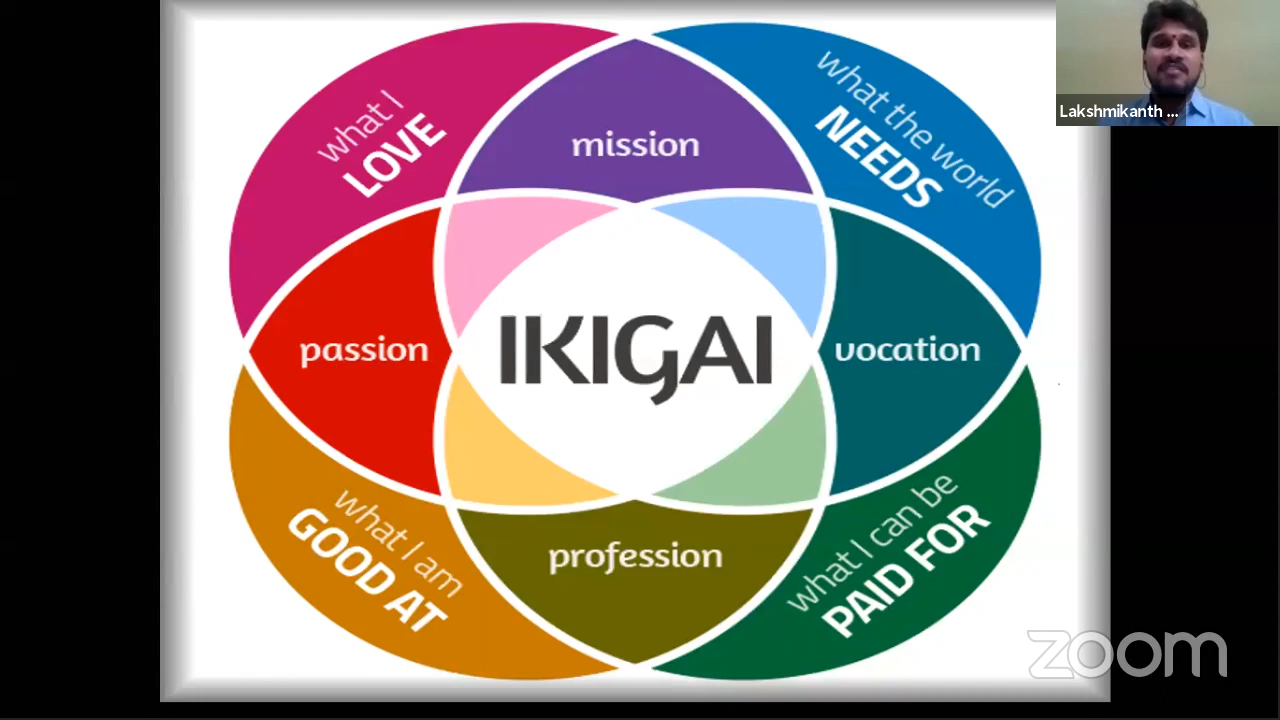 Lakshmikanth ...
what I
LOVE
mission
what the world
NEEDS
passion
IKIGAI
vocation
what I am
GOOD AT
profession
what I can be
PAID FOR
zoom